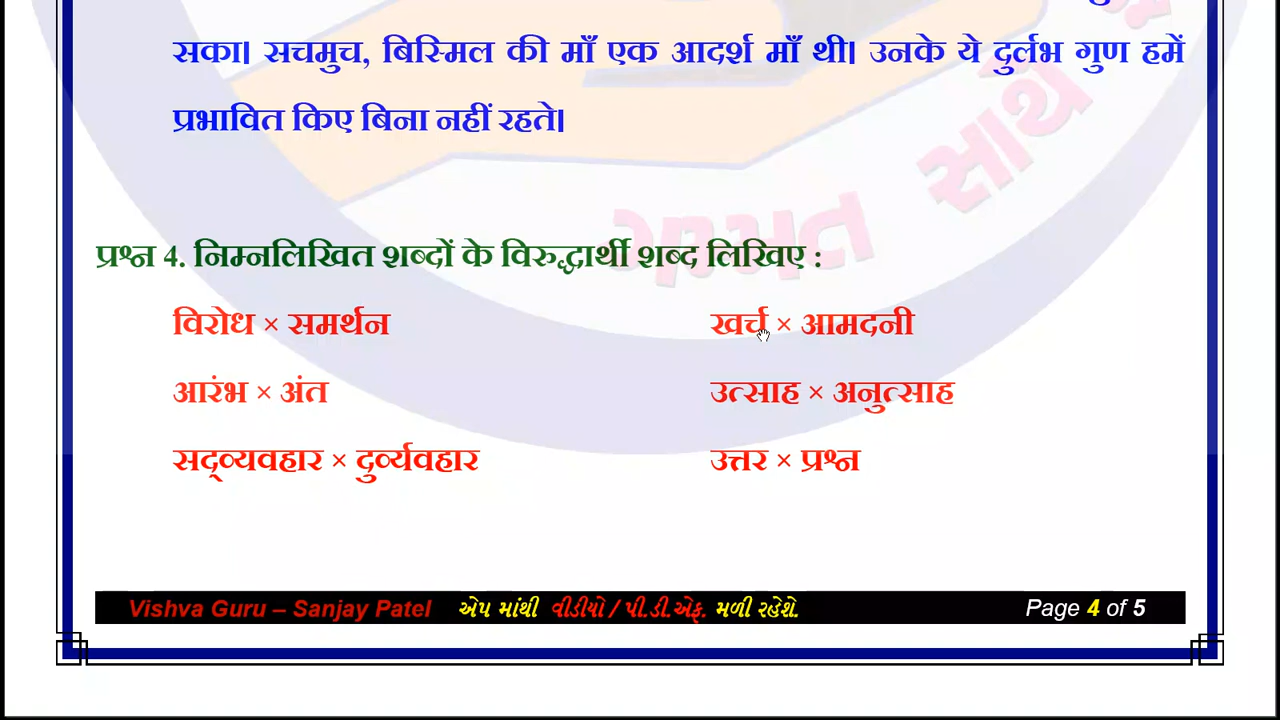 सका। सचमुच, बिस्मिल की माँ एक आदर्श माँ थी। उनके ये दुर्लभ गुण हमें
प्रभावित किए बिना नहीं रहते।
ગમ્મત સાથે
प्रश्न 4. निम्नलिखित शब्दों के विरुद्धार्थी शब्द लिखिए :
विरोध × समर्थन खर्च × आमदनी
आरंभ × अंत उत्साह × अनुत्साह
सद्व्यवहार × दुर्व्यवहार उत्तर × प्रश्न
Vishva Guru – Sanjay Patel એપ માંથી વીડીયો / પી.ડી.એફ. મળી રહેશે. Page 4 of 5